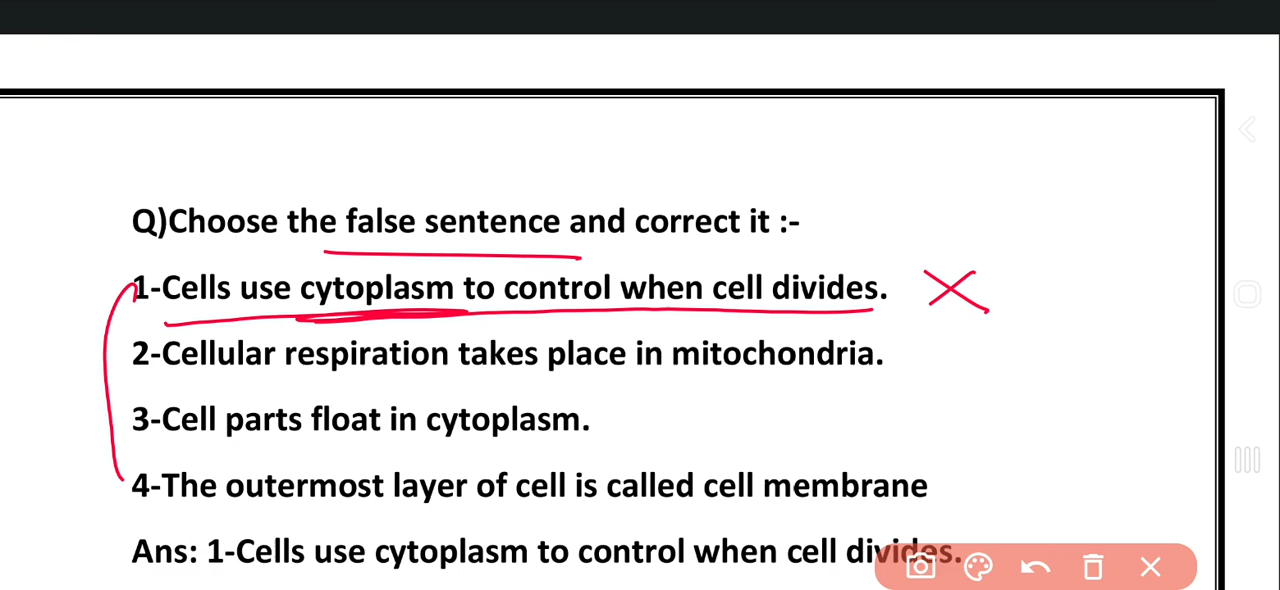 Q)Choose the false sentence and correct it :-
1-Cells use cytoplasm to control when cell divides.
2-Cellular respiration takes place in mitochondria.
3-Cell parts float in cytoplasm.
4-The outermost layer of cell is called cell membrane
Ans: 1-Cells use cytoplasm to control when cell divides.